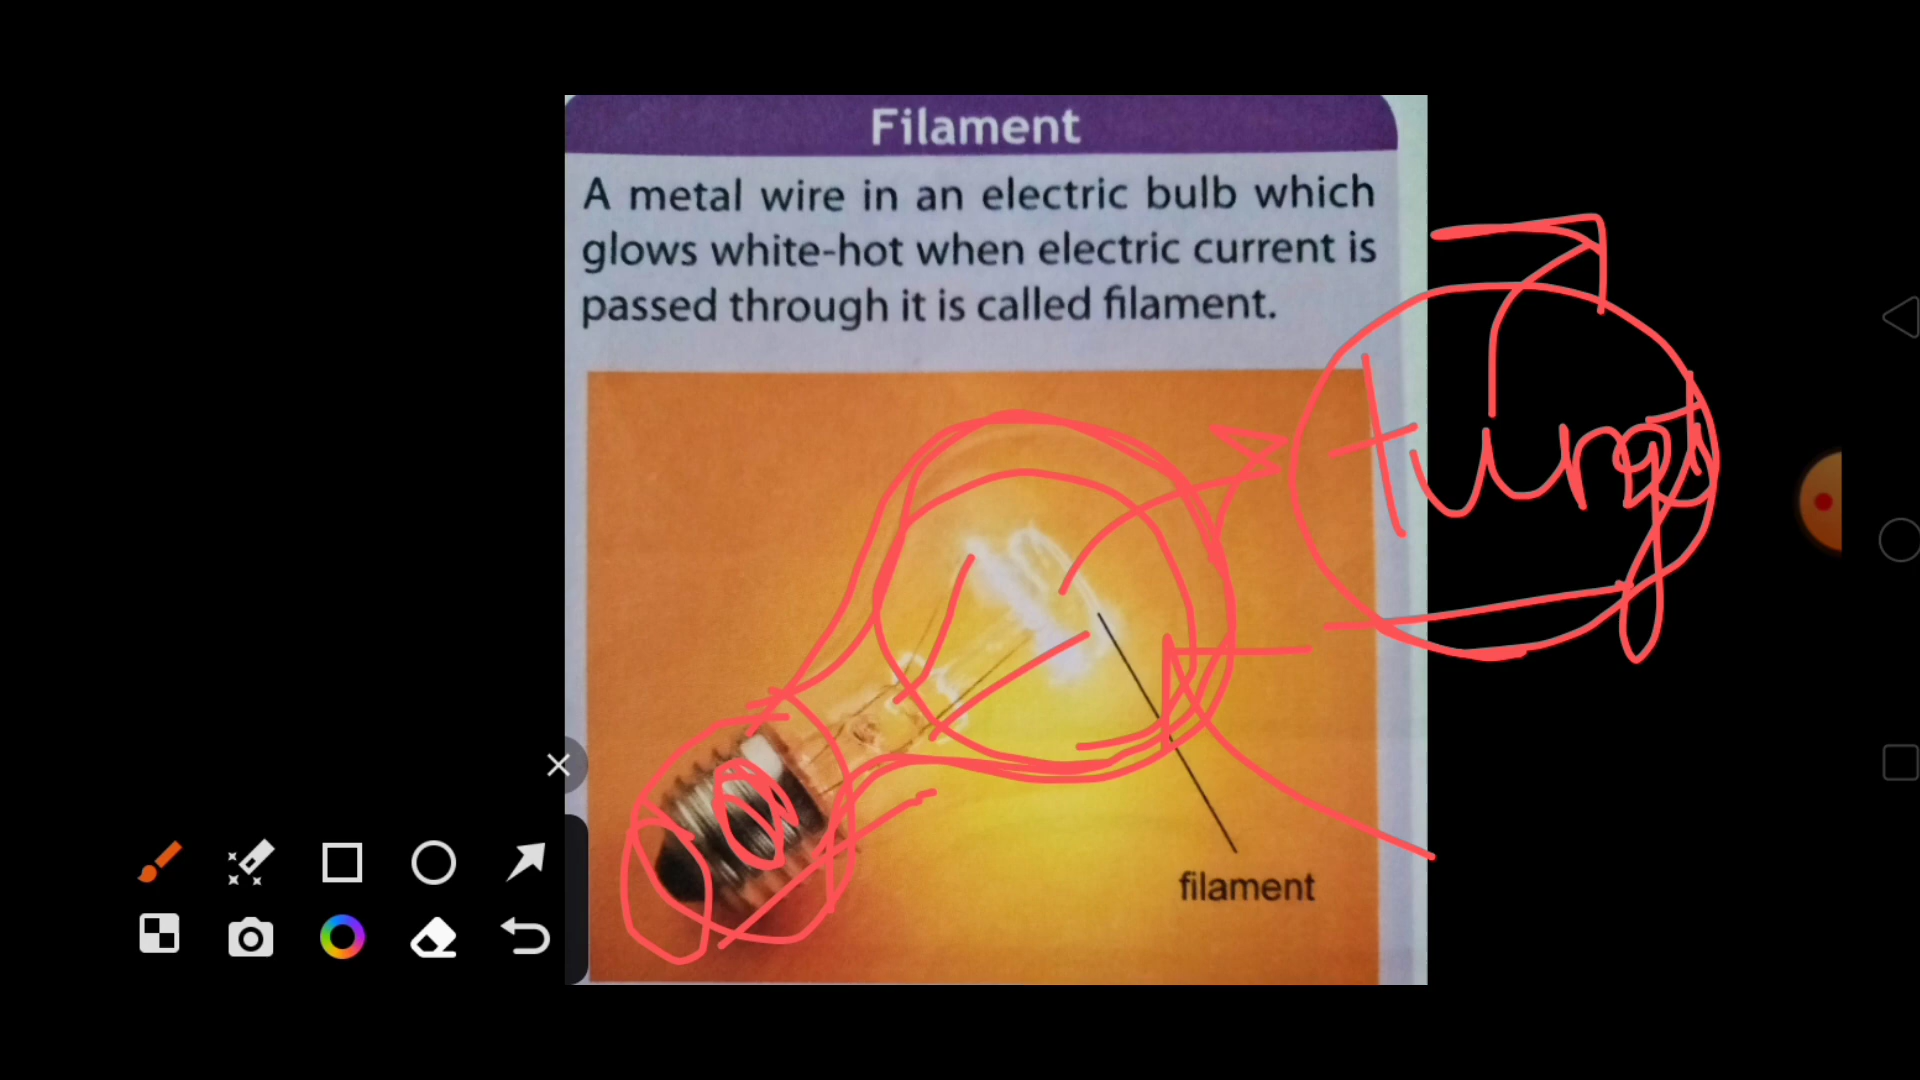 Filament
A metal wire in an electric bulb which
glows white-hot when electric current is
passed through it is called filament.
filament